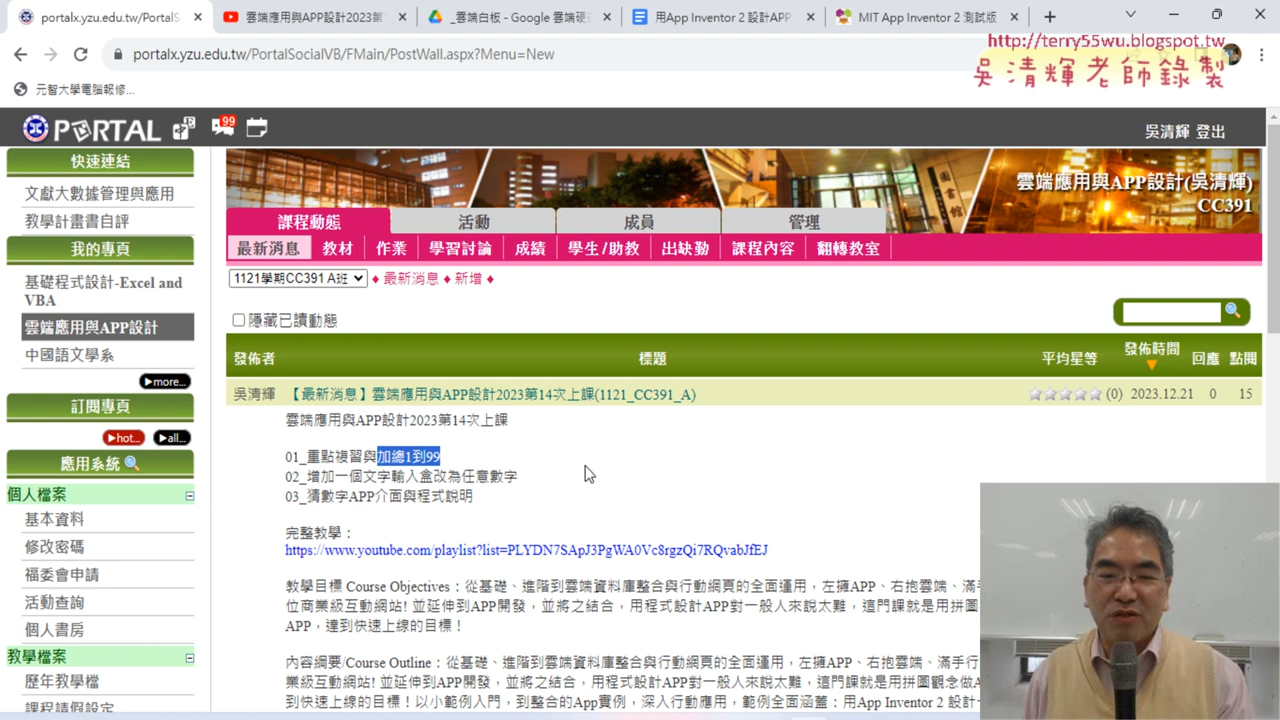 portalx.yzu.edu.tw/PortalS
雲端應用與APP設計2023第
_雲端白板 - Google 雲端硬
用App Inventor 2 設計APP
MIT App Inventor 2 測試版
portalx.yzu.edu.tw/PortalSocialVB/FMain/PostWall.aspx?Menu=New
http://terry55wu.blogspot.tw
吳清輝老師錄製
元智大學電腦報修...
PORTAL
99
吳清輝 登出
快速連結
文獻大數據管理與應用
教學計畫書自評
我的專頁
基礎程式設計-Excel and
VBA
雲端應用與APP設計
中國語文學系
▶more...
訂閱專頁
▶hot...
▶all...
應用系統
個人檔案
基本資料
修改密碼
福委會申請
活動查詢
個人書房
教學檔案
歷年教學檔
課程請假設定
雲端應用與APP設計(吳清輝)
CC391
課程動態
活動
成員
管理
最新消息
教材
作業
學習討論
成績
學生/助教
出缺勤
課程內容
翻轉教室
1121學期CC391 A班
♦ 最新消息 ♦ 新增 ♦
隱藏已讀動態
發佈者
標題
平均星等
發佈時間
▼
回應
點閱
吳清輝
【最新消息】雲端應用與APP設計2023第14次上課(1121_CC391_A)
(0)
2023.12.21
0
15
雲端應用與APP設計2023第14次上課
01_重點複習與加總1到99
02_增加一個文字輸入盒改為任意數字
03_猜數字APP介面與程式說明
完整教學：
https://www.youtube.com/playlist?list=PLYDN7SApJ3PgWA0Vc8rgzQi7RQvabJfEJ
教學目標 Course Objectives：從基礎、進階到雲端資料庫整合與行動網頁的全面運用，左擁APP、右抱雲端、滿手
位商業級互動網站! 並延伸到APP開發，並將之結合，用程式設計APP對一般人來說太難，這門課就是用拼圖
APP，達到快速上線的目標！
內容綱要/Course Outline：從基礎、進階到雲端資料庫整合與行動網頁的全面運用，左擁APP、右抱雲端、滿手行
業級互動網站! 並延伸到APP開發，並將之結合，用程式設計APP對一般人來說太難，這門課就是用拼圖觀念做A
到快速上線的目標！以小範例入門，到整合的App實例，深入行動應用，範例全面涵蓋：用App Inventor 2 設計